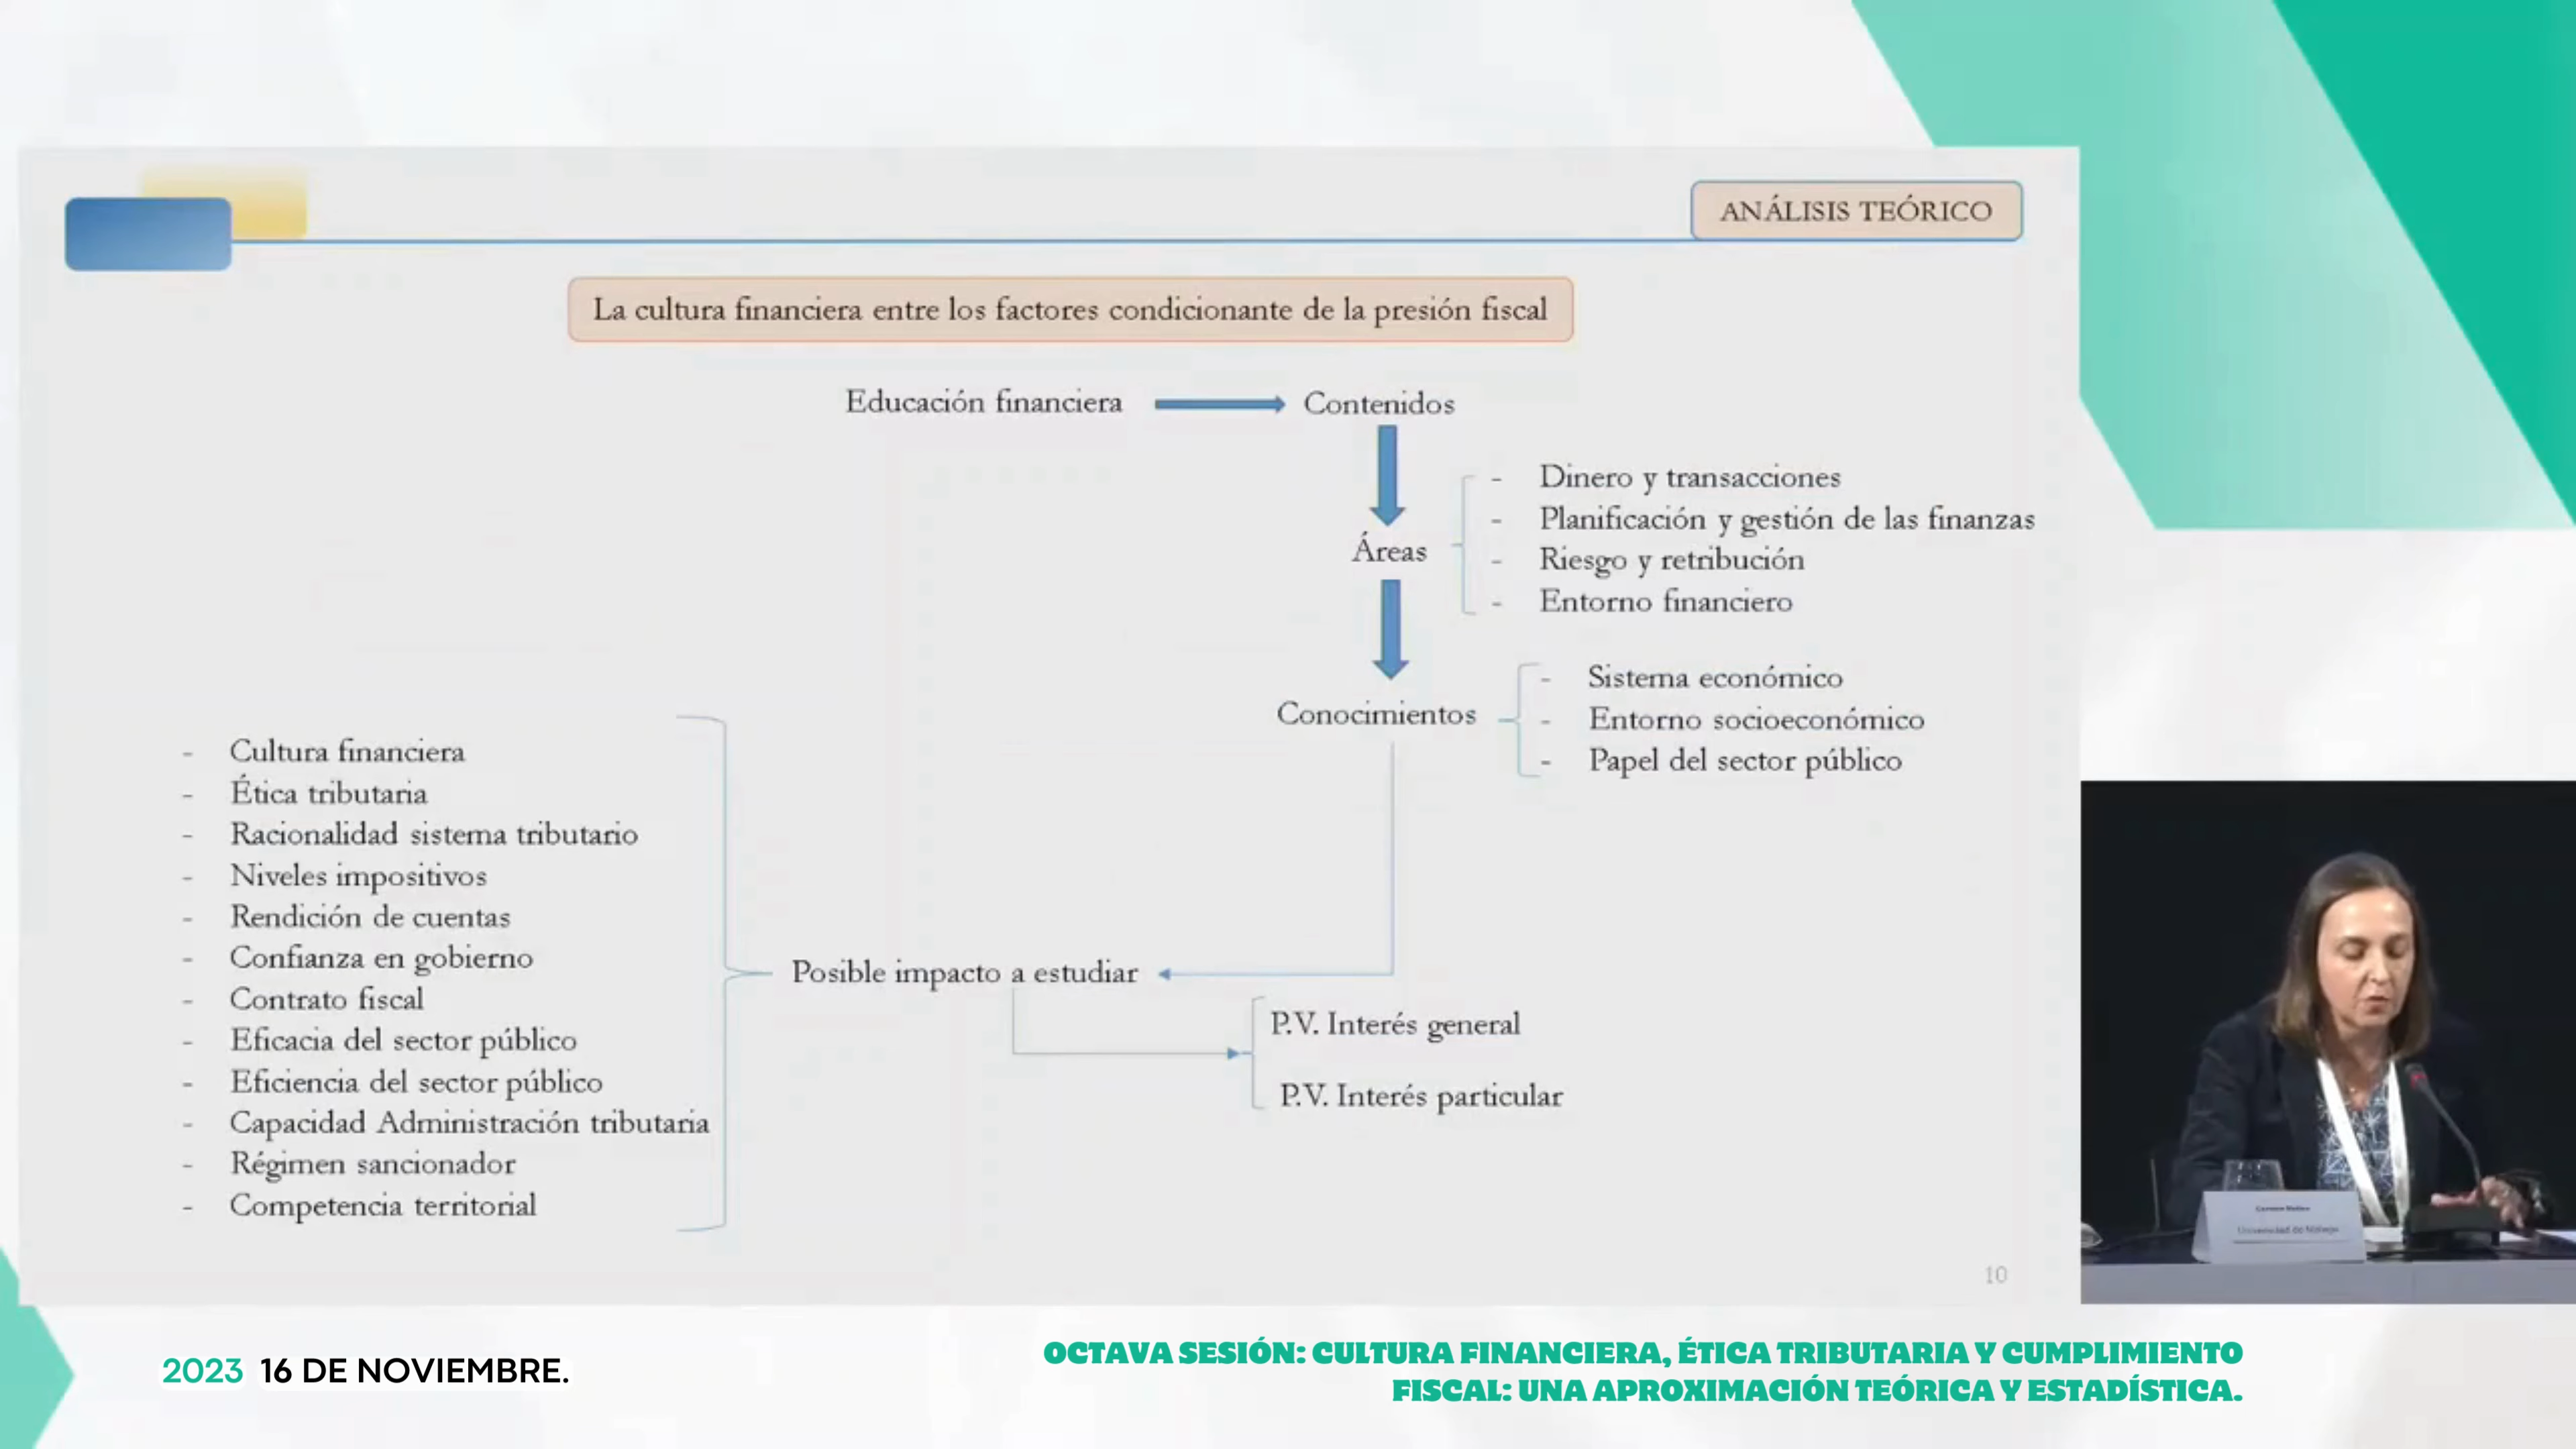 ANÁLISIS TEÓRICO
La cultura financiera entre los factores condicionante de la presión fiscal
Educación financiera
Contenidos
Áreas
- Dinero y transacciones
- Planificación y gestión de las finanzas
- Riesgo y retribución
- Entorno financiero
Conocimientos
- Sistema económico
- Entorno socioeconómico
- Papel del sector público
- Cultura financiera
- Ética tributaria
- Racionalidad sistema tributario
- Niveles impositivos
- Rendición de cuentas
- Confianza en gobierno
- Contrato fiscal
- Eficacia del sector público
- Eficiencia del sector público
- Capacidad Administración tributaria
- Régimen sancionador
- Competencia territorial
Posible impacto a estudiar
P.V. Interés general
P.V. Interés particular
10
Universidad de Málaga
2023 16 DE NOVIEMBRE.
OCTAVA SESIÓN: CULTURA FINANCIERA, ÉTICA TRIBUTARIA Y CUMPLIMIENTO
FISCAL: UNA APROXIMACIÓN TEÓRICA Y ESTADÍSTICA.